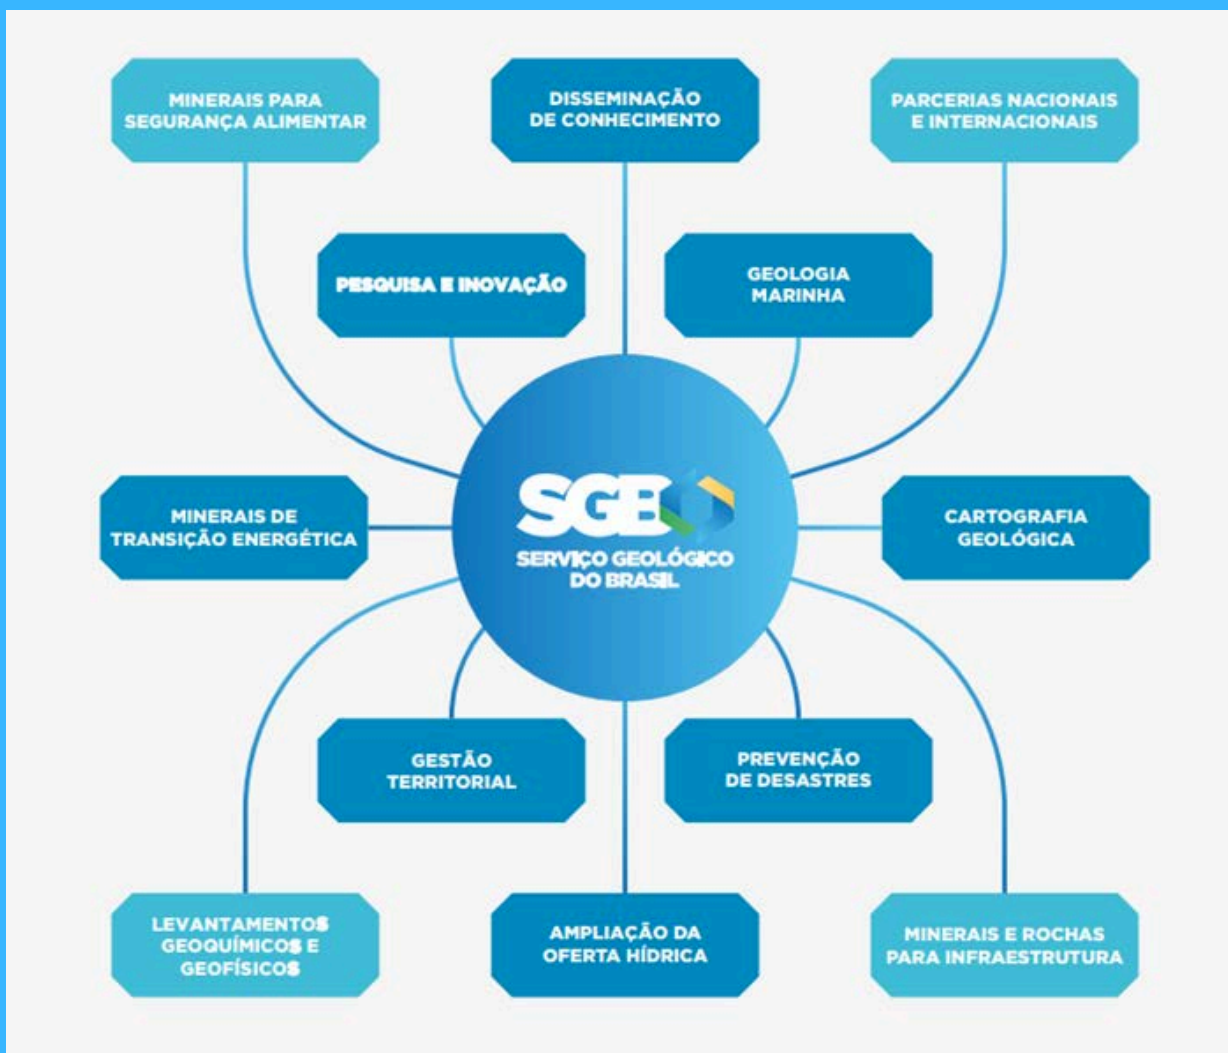 MINERAIS PARA
SEGURANÇA ALIMENTAR
DISSEMINAÇÃO
DE CONHECIMENTO
PARCERIAS NACIONAIS
E INTERNACIONAIS
PESQUISA E INOVAÇÃO
GEOLOGIA
MARINHA
MINERAIS DE
TRANSIÇÃO ENERGÉTICA
SGB
SERVIÇO GEOLÓGICO
DO BRASIL
CARTOGRAFIA
GEOLÓGICA
GESTÃO
TERRITORIAL
PREVENÇÃO
DE DESASTRES
LEVANTAMENTOS
GEOQUÍMICOS E
GEOFÍSICOS
AMPLIAÇÃO DA
OFERTA HÍDRICA
MINERAIS E ROCHAS
PARA INFRAESTRUTURA